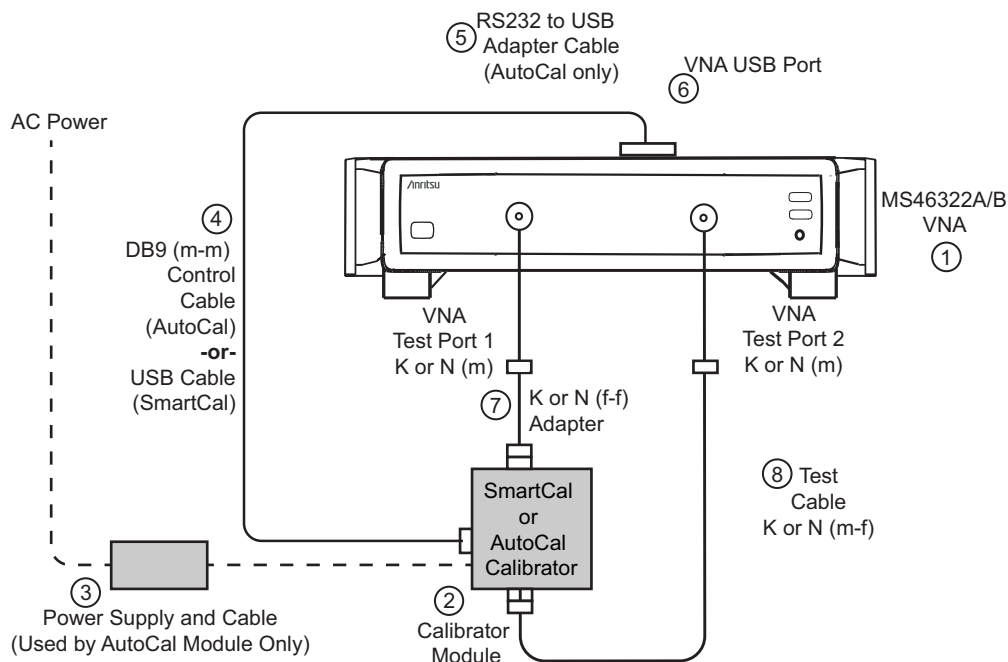 5
RS232 to USB
Adapter Cable
(AutoCal only)
VNA USB Port
6
AC Power
Anritsu
MS46322A/B
VNA
1
4
DB9 (m-m)
Control
Cable
(AutoCal)
-or-
USB Cable
(SmartCal)
VNA
Test Port 1
K or N (m)
VNA
Test Port 2
K or N (m)
7
K or N (f-f)
Adapter
8 Test
Cable
K or N (m-f)
SmartCal
or
AutoCal
Calibrator
3
Power Supply and Cable
(Used by AutoCal Module Only)
2
Calibrator
Module